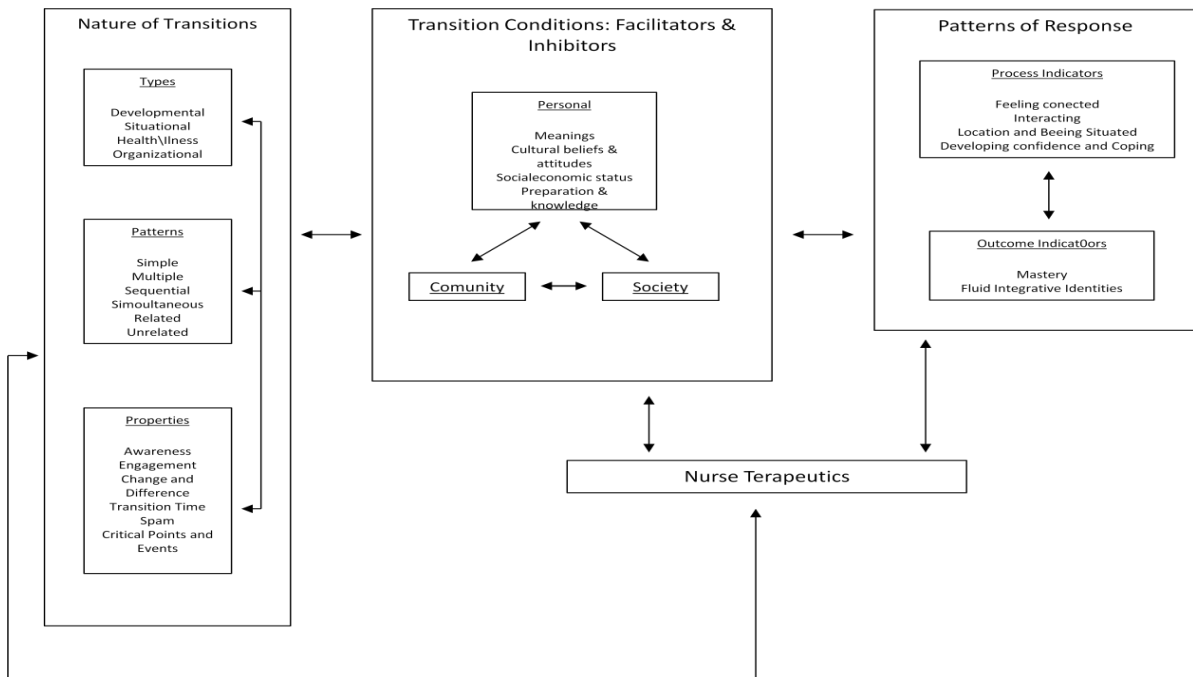 Nature of Transitions
Types
Developmental
Situational
Health\Ilness
Organizational
Patterns
Simple
Multiple
Sequential
Simoultaneous
Related
Unrelated
Properties
Awareness
Engagement
Change and
Difference
Transition Time
Spam
Critical Points and
Events
Transition Conditions: Facilitators &
Inhibitors
Personal
Meanings
Cultural beliefs &
attitudes
Socialeconomic status
Preparation &
knowledge
Comunity
Society
Patterns of Response
Process Indicators
Feeling conected
Interacting
Location and Beeing Situated
Developing confidence and Coping
Outcome Indicat0ors
Mastery
Fluid Integrative Identities
Nurse Terapeutics